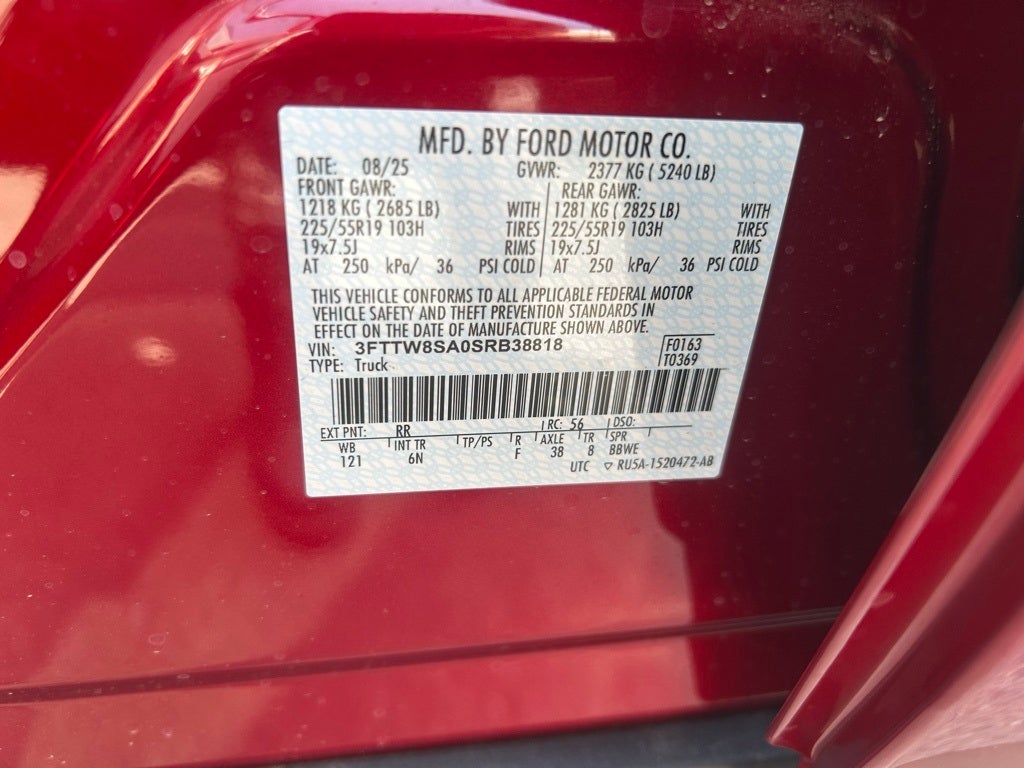 MFD. BY FORD MOTOR CO.
DATE: 08/25 GVWR: 2377 KG ( 5240 LB)
FRONT GAWR: REAR GAWR:
1218 KG ( 2685 LB) WITH 1281 KG ( 2825 LB) WITH
225/55R19 103H TIRES 225/55R19 103H TIRES
19x7.5J RIMS 19x7.5J RIMS
AT 250 kPa/ 36 PSI COLD AT 250 kPa/ 36 PSI COLD
THIS VEHICLE CONFORMS TO ALL APPLICABLE FEDERAL MOTOR
VEHICLE SAFETY AND THEFT PREVENTION STANDARDS IN
EFFECT ON THE DATE OF MANUFACTURE SHOWN ABOVE.
VIN: 3FTTW8SA0SRB38818 F0163
TYPE: Truck T0369
EXT PNT: RR RC: 56 DSO:
WB INT TR TP/PS R AXLE TR SPR
121 6N F 38 8 BBWE
UTC ▽ RU5A-1520472-AB